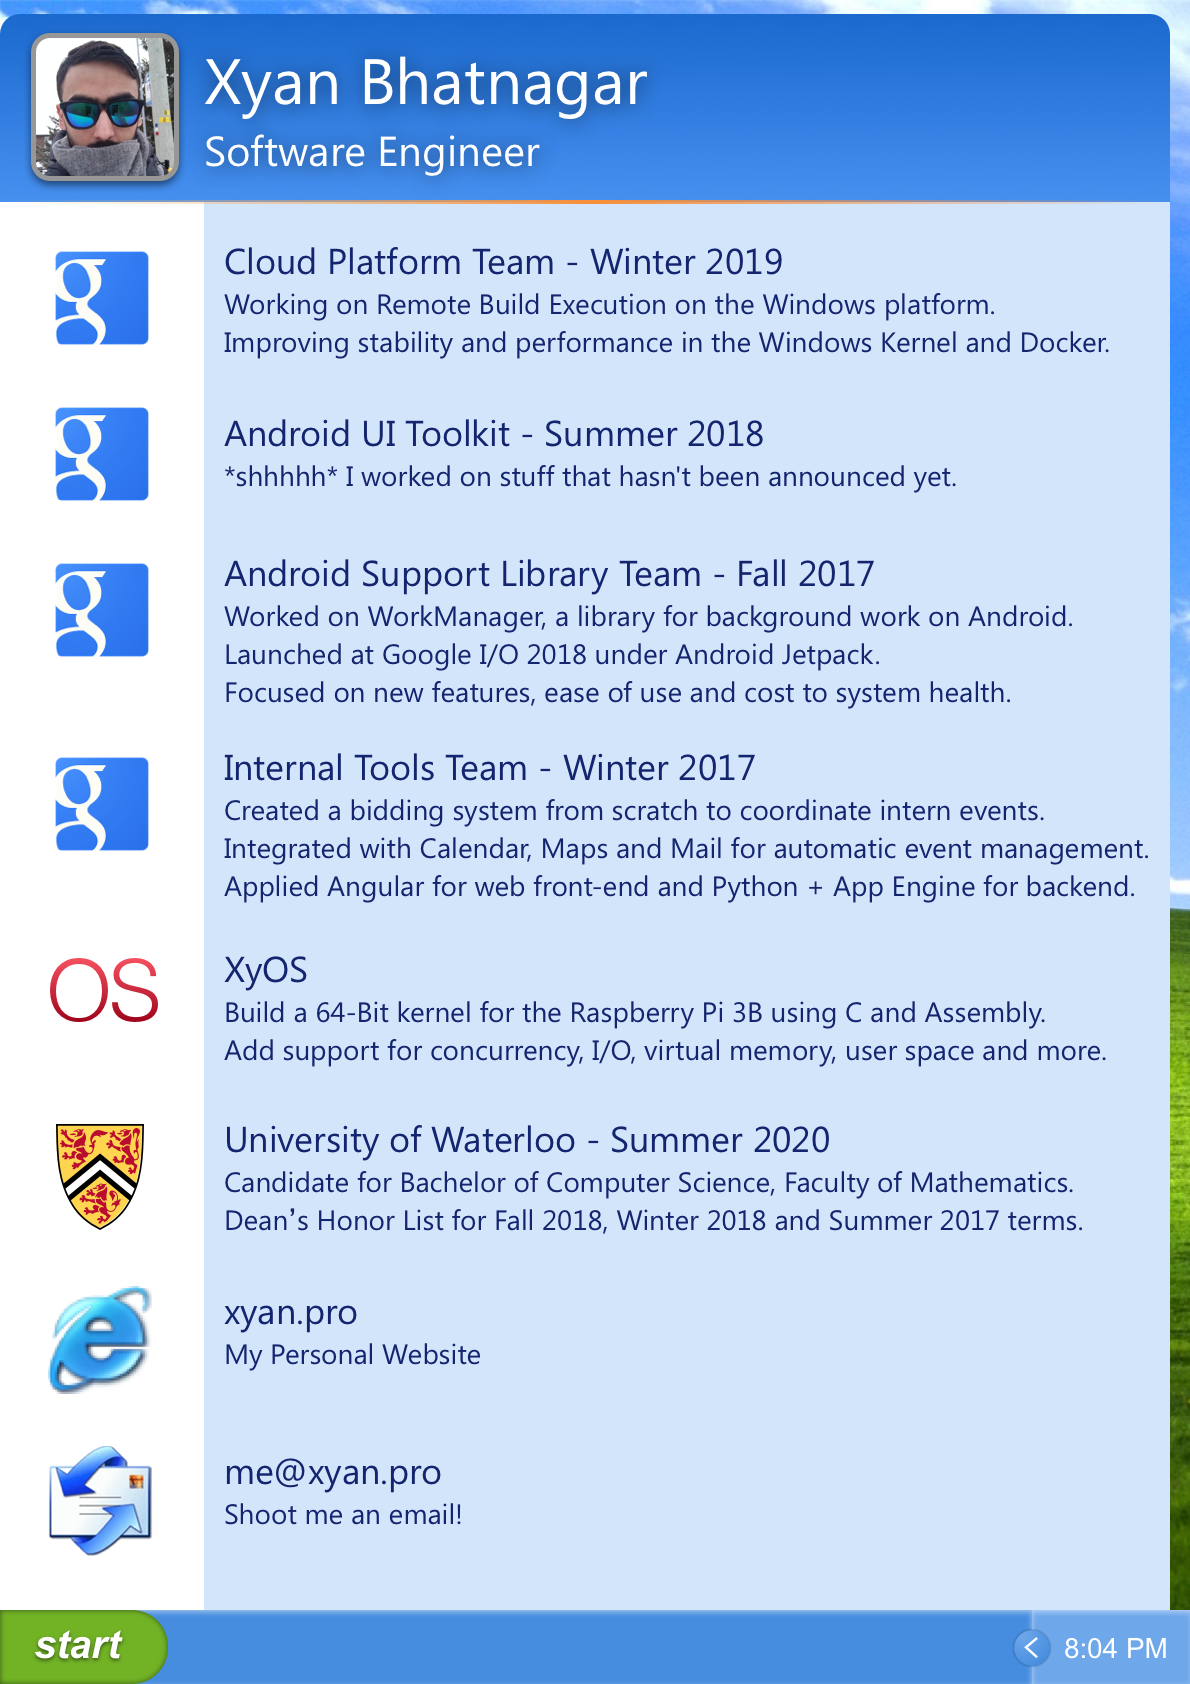 Xyan Bhatnagar
Software Engineer
Cloud Platform Team - Winter 2019
Working on Remote Build Execution on the Windows platform.
Improving stability and performance in the Windows Kernel and Docker.
Android UI Toolkit - Summer 2018
*shhhhh* I worked on stuff that hasn't been announced yet.
Android Support Library Team - Fall 2017
Worked on WorkManager, a library for background work on Android.
Launched at Google I/O 2018 under Android Jetpack.
Focused on new features, ease of use and cost to system health.
Internal Tools Team - Winter 2017
Created a bidding system from scratch to coordinate intern events.
Integrated with Calendar, Maps and Mail for automatic event management.
Applied Angular for web front-end and Python + App Engine for backend.
OS
XyOS
Build a 64-Bit kernel for the Raspberry Pi 3B using C and Assembly.
Add support for concurrency, I/O, virtual memory, user space and more.
University of Waterloo - Summer 2020
Candidate for Bachelor of Computer Science, Faculty of Mathematics.
Dean’s Honor List for Fall 2018, Winter 2018 and Summer 2017 terms.
xyan.pro
My Personal Website
me@xyan.pro
Shoot me an email!
start
8:04 PM